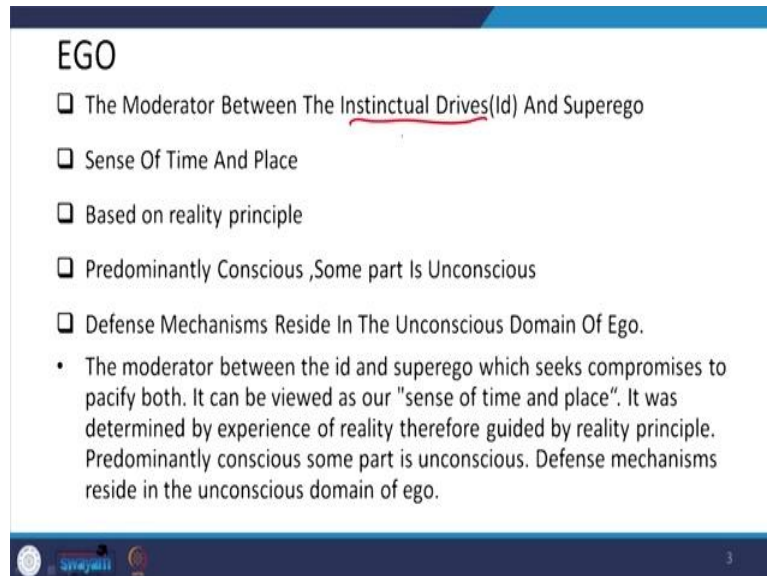 EGO
The Moderator Between The Instinctual Drives(Id) And Superego
Sense Of Time And Place
Based on reality principle
Predominantly Conscious ,Some part Is Unconscious
Defense Mechanisms Reside In The Unconscious Domain Of Ego.
• The moderator between the id and superego which seeks compromises to
pacify both. It can be viewed as our "sense of time and place“. It was
determined by experience of reality therefore guided by reality principle.
Predominantly conscious some part is unconscious. Defense mechanisms
reside in the unconscious domain of ego.
swayam
3